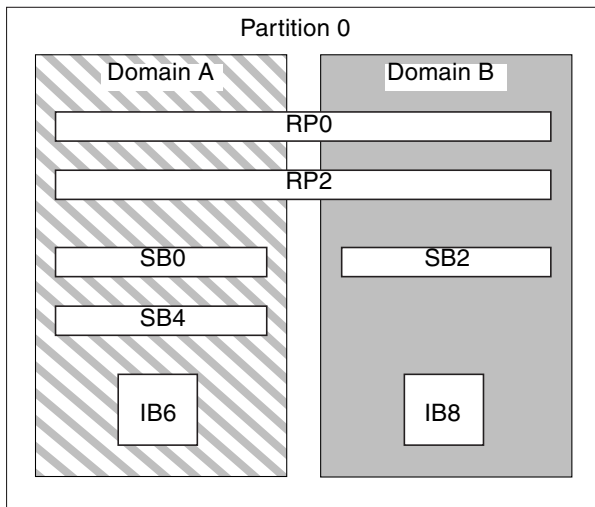 Partition 0
Domain A
Domain B
RP0
RP2
SB0
SB2
SB4
IB6
IB8